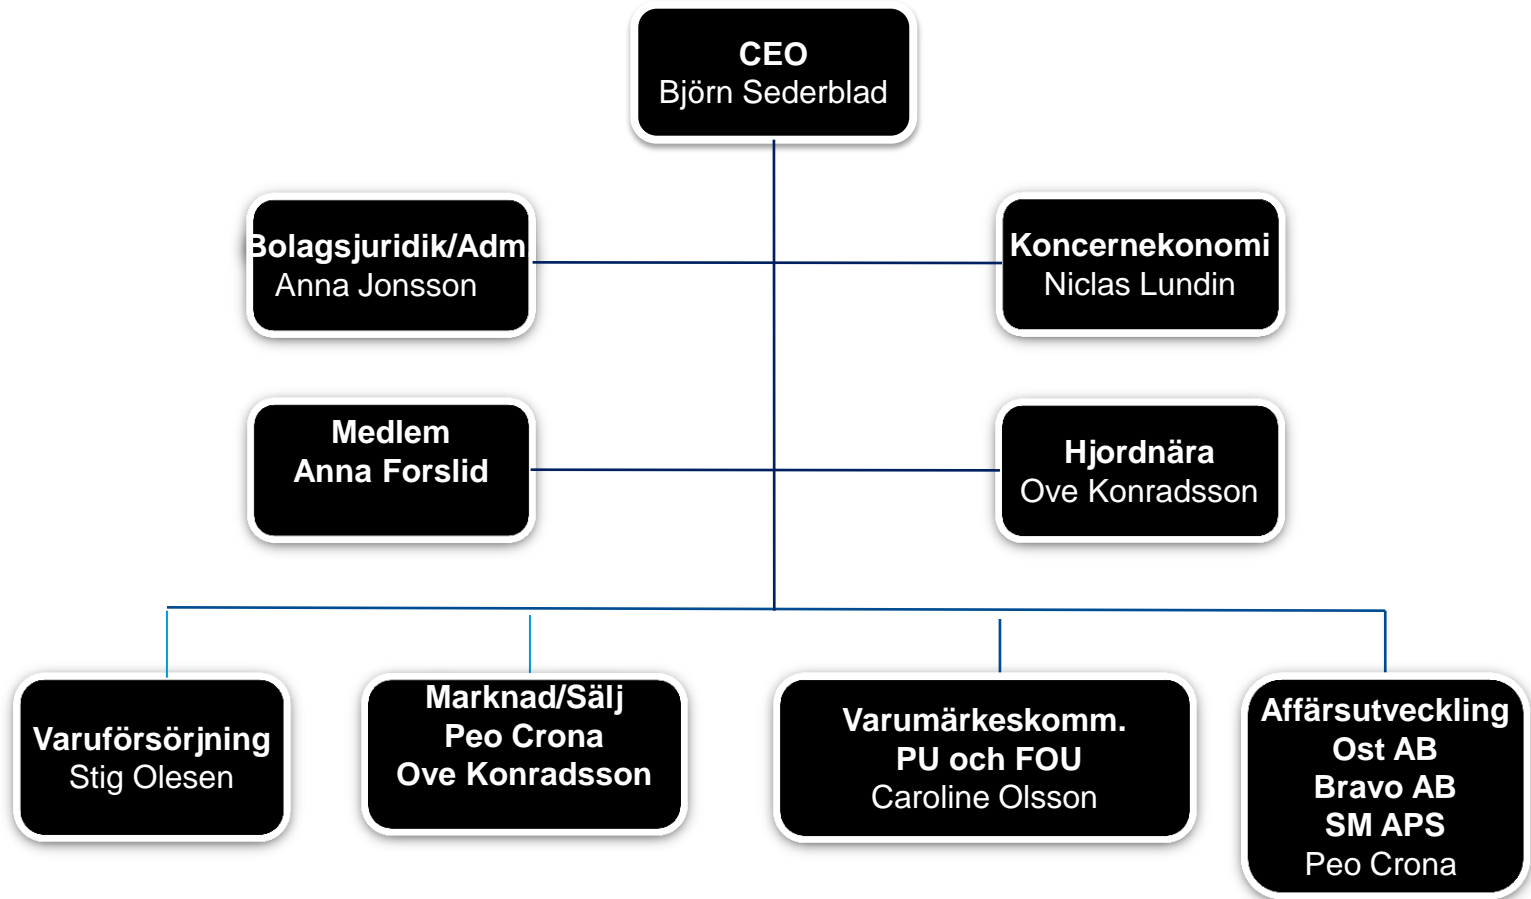 CEO
Björn Sederblad
Bolagsjuridik/Adm
Anna Jonsson
Koncernekonomi
Niclas Lundin
Medlem
Anna Forslid
Hjordnära
Ove Konradsson
Varuförsörjning
Stig Olesen
Marknad/Sälj
Peo Crona
Ove Konradsson
Varumärkeskomm.
PU och FOU
Caroline Olsson
Affärsutveckling
Ost AB
Bravo AB
SM APS
Peo Crona